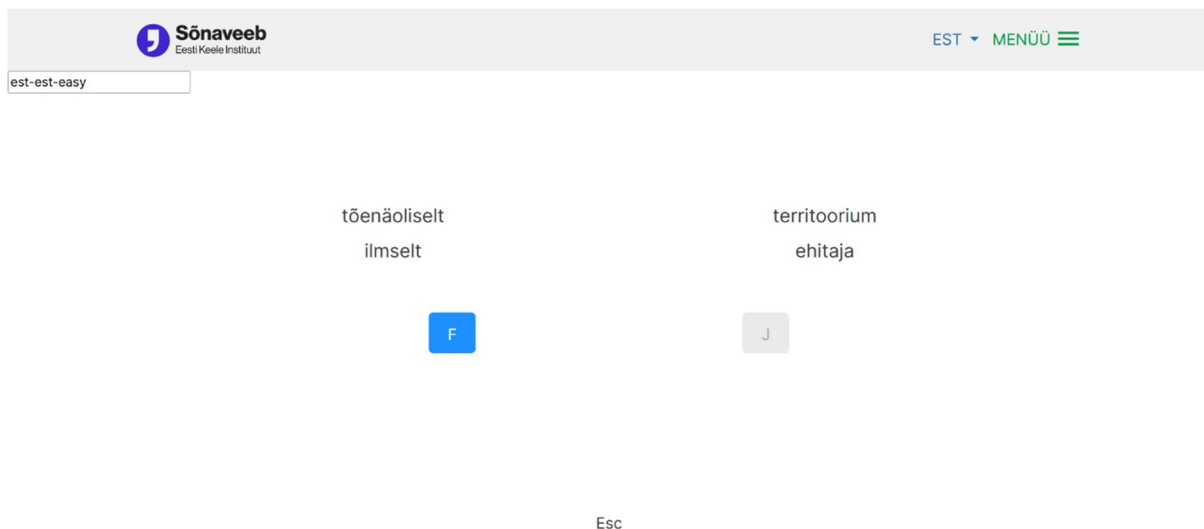 Sõnaveeb
Eesti Keele Instituut
EST MENÜÜ
est-est-easy
tõenäoliselt territoorium
ilmselt ehitaja
F J
Esc